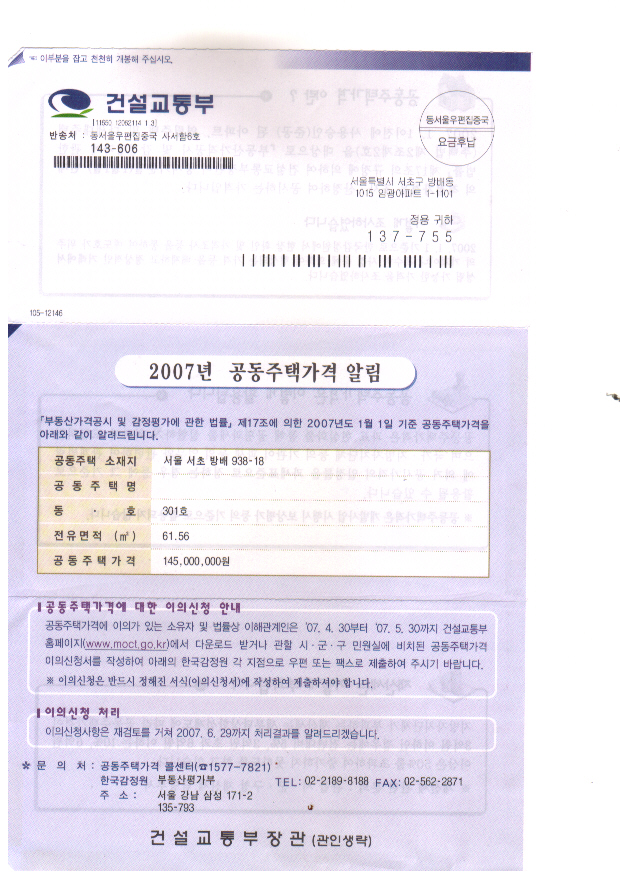 ☜ 이부분을 잡고 천천히 개봉해 주십시오.
건설교통부
[11650 12062114 1 3]
반송처 : 동서울우편집중국 사서함6호
143-606
동서울우편집중국
요금후납
서울특별시 서초구 방배동
1015 임광아파트 1-1101
정용 귀하
137-755
105-12146
2007년 공동주택가격 알림
「부동산가격공시 및 감정평가에 관한 법률」 제17조에 의한 2007년도 1월 1일 기준 공동주택가격을
아래와 같이 알려드립니다.
공동주택 소재지 서울 서초 방배 938-18
공동주택명
동 · 호 301호
전유면적 (㎡) 61.56
공동주택가격 145,000,000원
공동주택가격에 대한 이의신청 안내
공동주택가격에 이의가 있는 소유자 및 법률상 이해관계인은 '07. 4. 30부터 '07. 5. 30까지 건설교통부
홈페이지(www.moct.go.kr)에서 다운로드 받거나 관할 시·군·구 민원실에 비치된 공동주택가격
이의신청서를 작성하여 아래의 한국감정원 각 지점으로 우편 또는 팩스로 제출하여 주시기 바랍니다.
※ 이의신청은 반드시 정해진 서식(이의신청서)에 작성하여 제출하셔야 합니다.
이의신청 처리
이의신청사항은 재검토를 거쳐 2007. 6. 29까지 처리결과를 알려드리겠습니다.
* 문 의 처 : 공동주택가격 콜센터(☎1577-7821)
한국감정원 부동산평가부 TEL: 02-2189-8188 FAX: 02-562-2871
주 소 : 서울 강남 삼성 171-2
135-793
건설교통부장관 (관인생략)